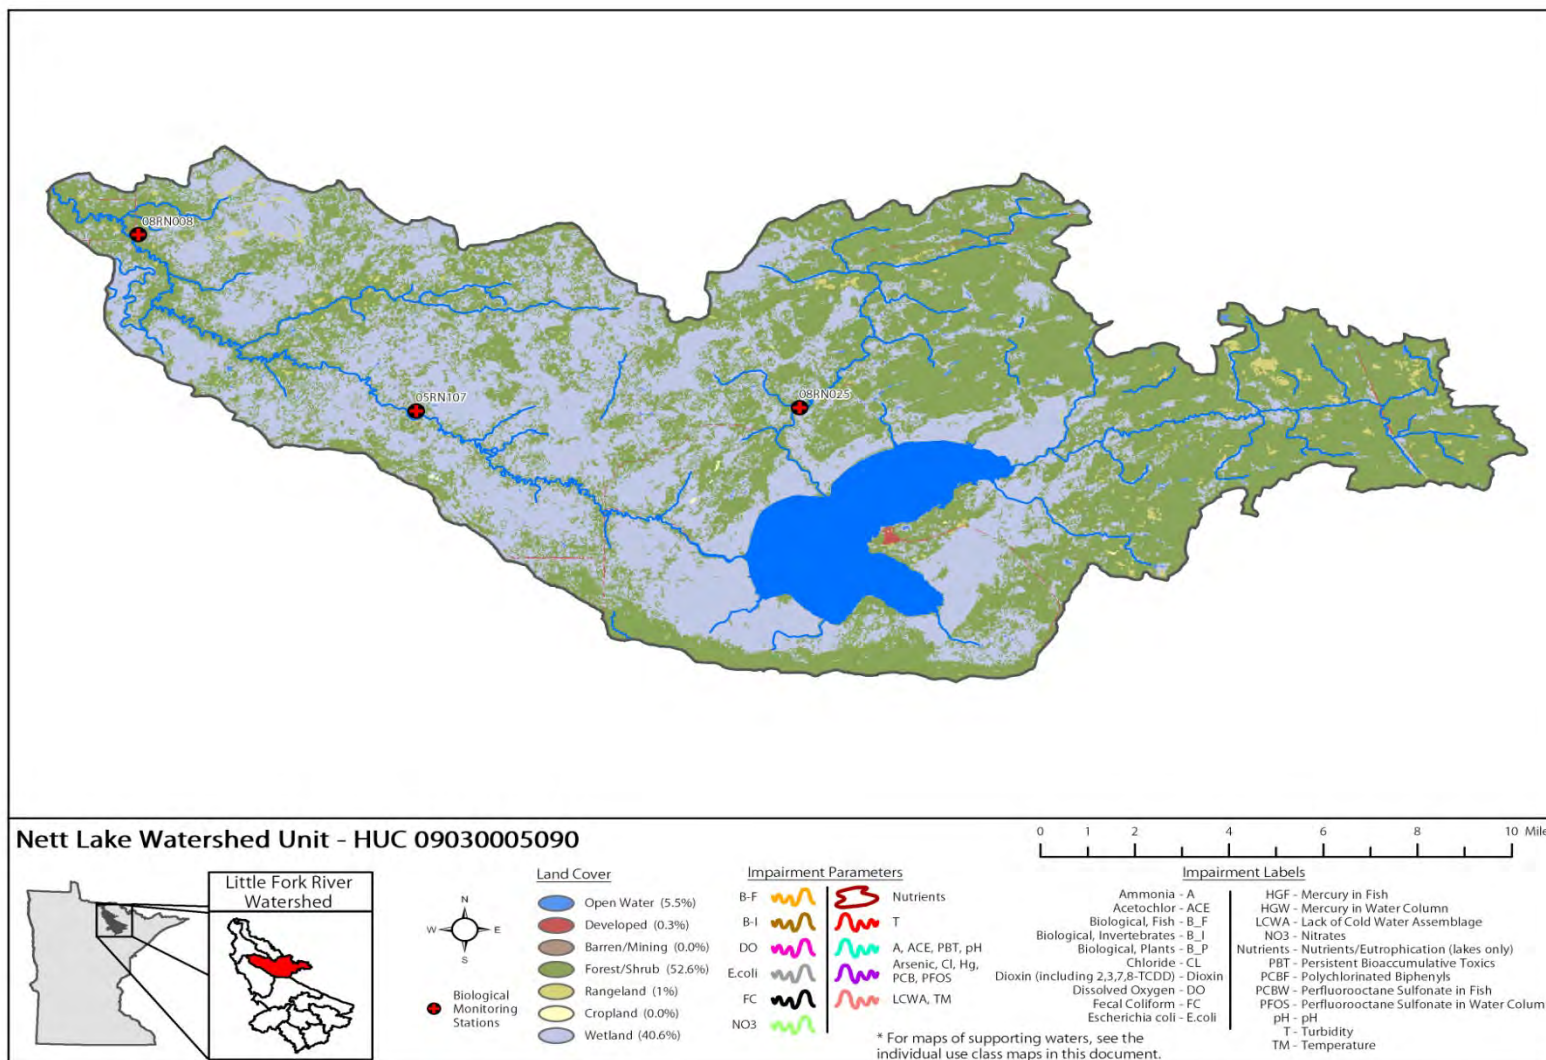 08RN008
05RN107
08RN025
Nett Lake Watershed Unit - HUC 09030005090
0 1 2 4 6 8 10 Mile
Little Fork River
Watershed
N
W E
S
Biological
Monitoring
Stations
Land Cover
Open Water (5.5%)
Developed (0.3%)
Barren/Mining (0.0%)
Forest/Shrub (52.6%)
Rangeland (1%)
Cropland (0.0%)
Wetland (40.6%)
Impairment Parameters
B-F
B-I
DO
E.coli
FC
NO3
Nutrients
T
A, ACE, PBT, pH
Arsenic, Cl, Hg,
PCB, PFOS
LCWA, TM
* For maps of supporting waters, see the
individual use class maps in this document.
Impairment Labels
Ammonia - A
Acetochlor - ACE
Biological, Fish - B_F
Biological, Invertebrates - B_I
Biological, Plants - B_P
Chloride - CL
Dioxin (including 2,3,7,8-TCDD) - Dioxin
Dissolved Oxygen - DO
Fecal Coliform - FC
Escherichia coli - E.coli
HGF - Mercury in Fish
HGW - Mercury in Water Column
LCWA - Lack of Cold Water Assemblage
NO3 - Nitrates
Nutrients - Nutrients/Eutrophication (lakes only)
PBT - Persistent Bioaccumulative Toxics
PCBF - Polychlorinated Biphenyls
PCBW - Perfluorooctane Sulfonate in Fish
PFOS - Perfluorooctane Sulfonate in Water Colum
pH - pH
T - Turbidity
TM - Temperature